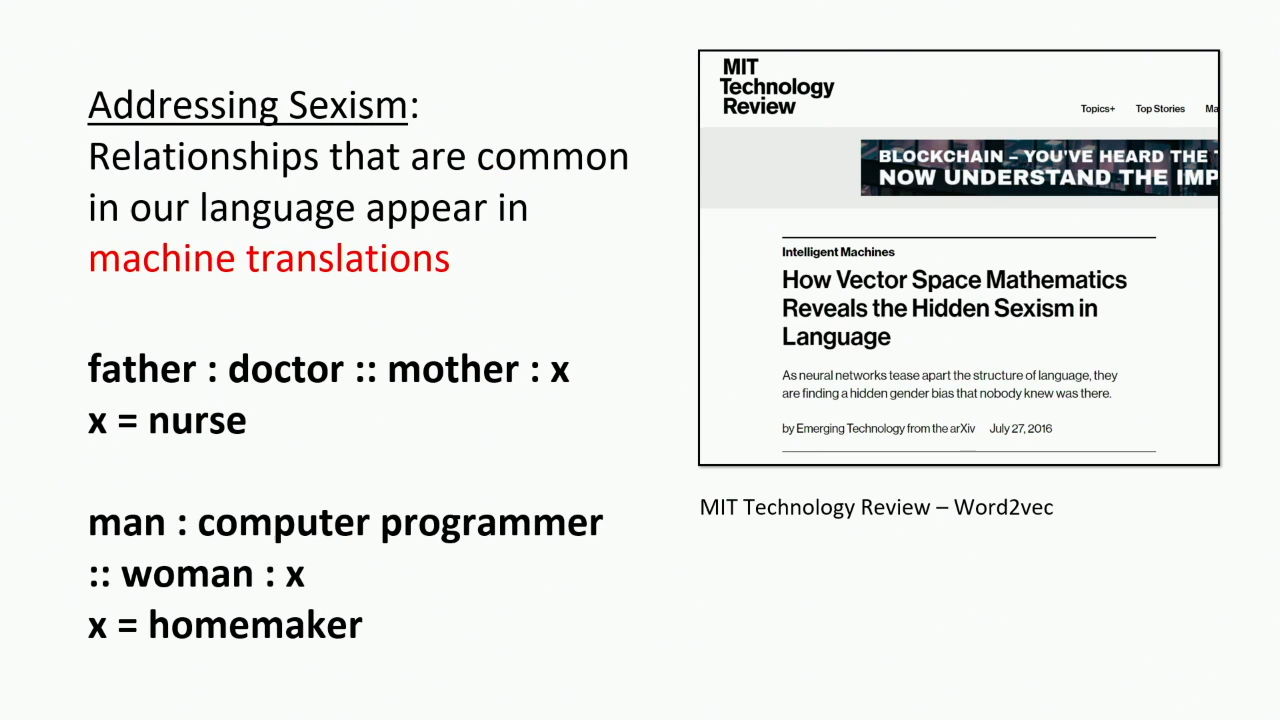 Addressing Sexism:
Relationships that are common
in our language appear in
machine translations
father : doctor :: mother : x
x = nurse
man : computer programmer
:: woman : x
x = homemaker
MIT
Technology
Review
Topics+ Top Stories Ma
BLOCKCHAIN – YOU'VE HEARD THE
NOW UNDERSTAND THE IMP
Intelligent Machines
How Vector Space Mathematics
Reveals the Hidden Sexism in
Language
As neural networks tease apart the structure of language, they
are finding a hidden gender bias that nobody knew was there.
by Emerging Technology from the arXiv July 27, 2016
MIT Technology Review – Word2vec